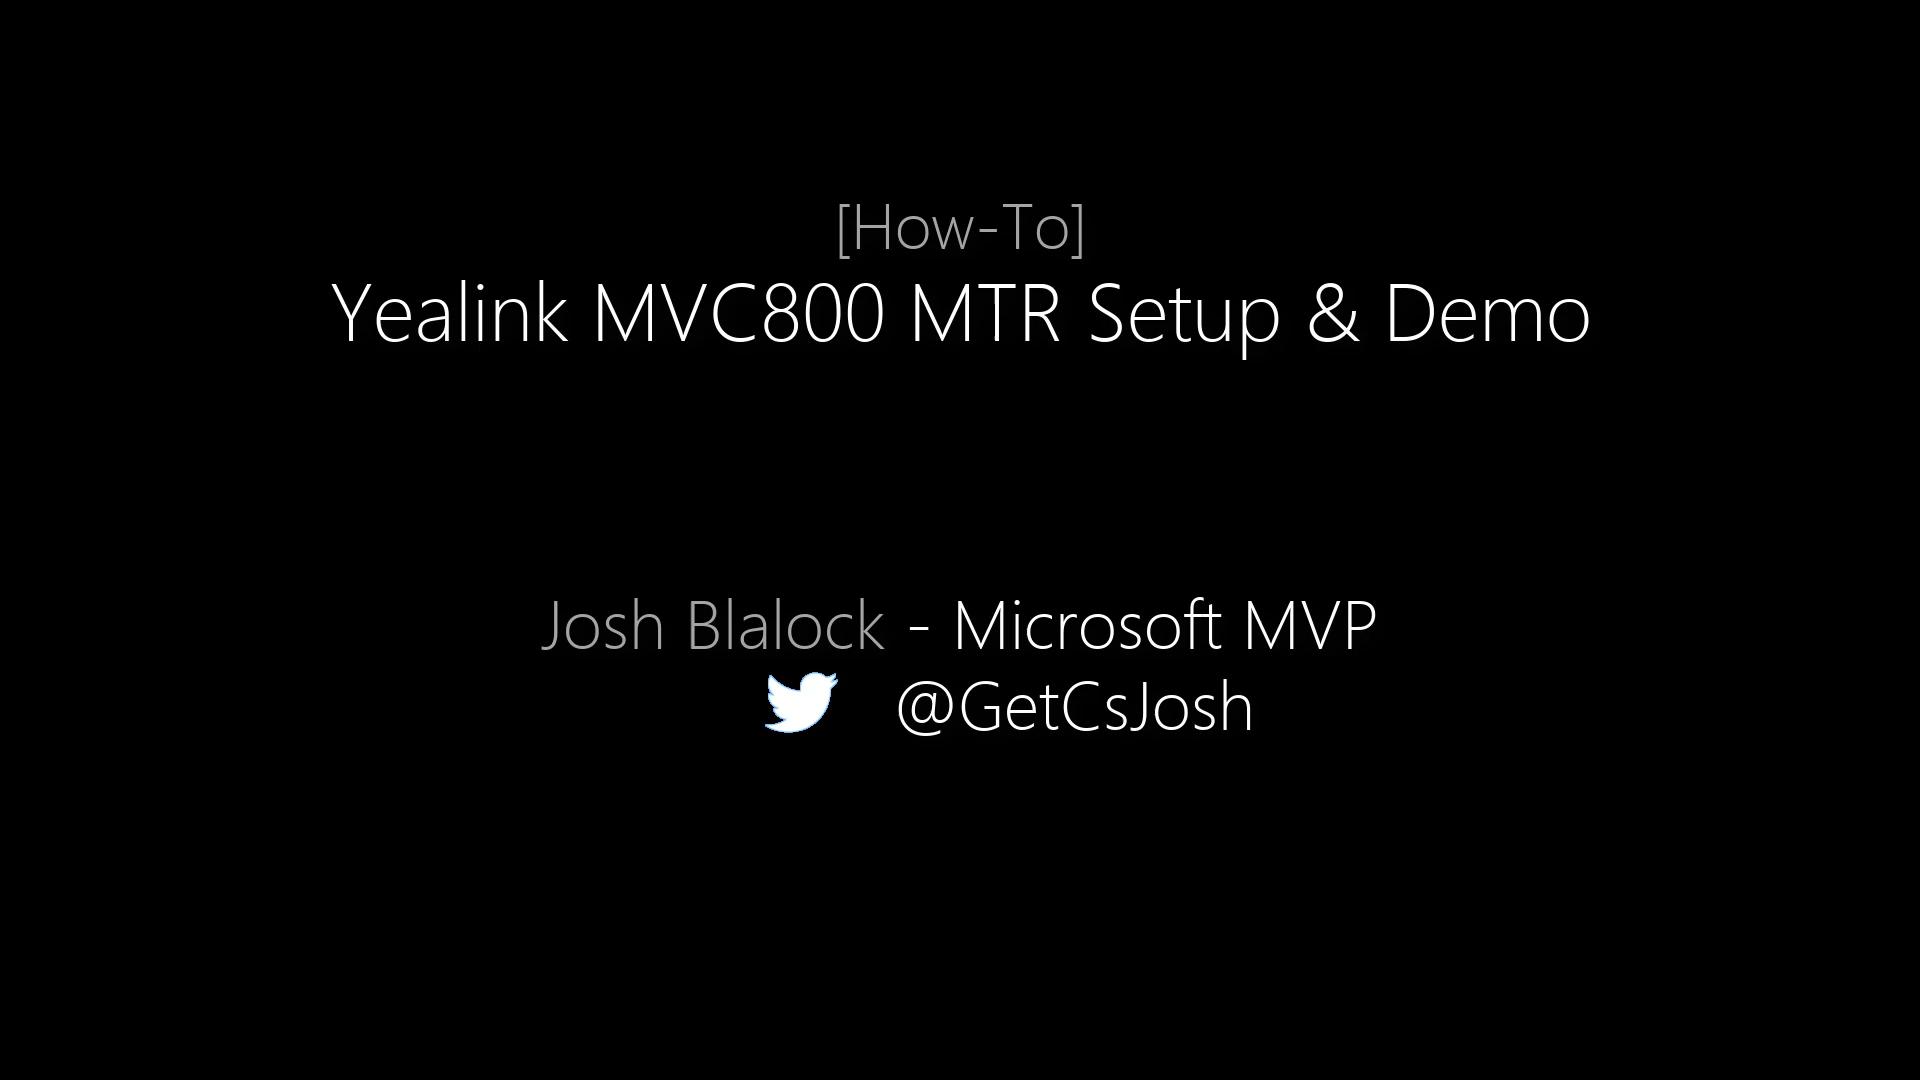 [How-To]
Yealink MVC800 MTR Setup & Demo
Josh Blalock - Microsoft MVP
@GetCsJosh